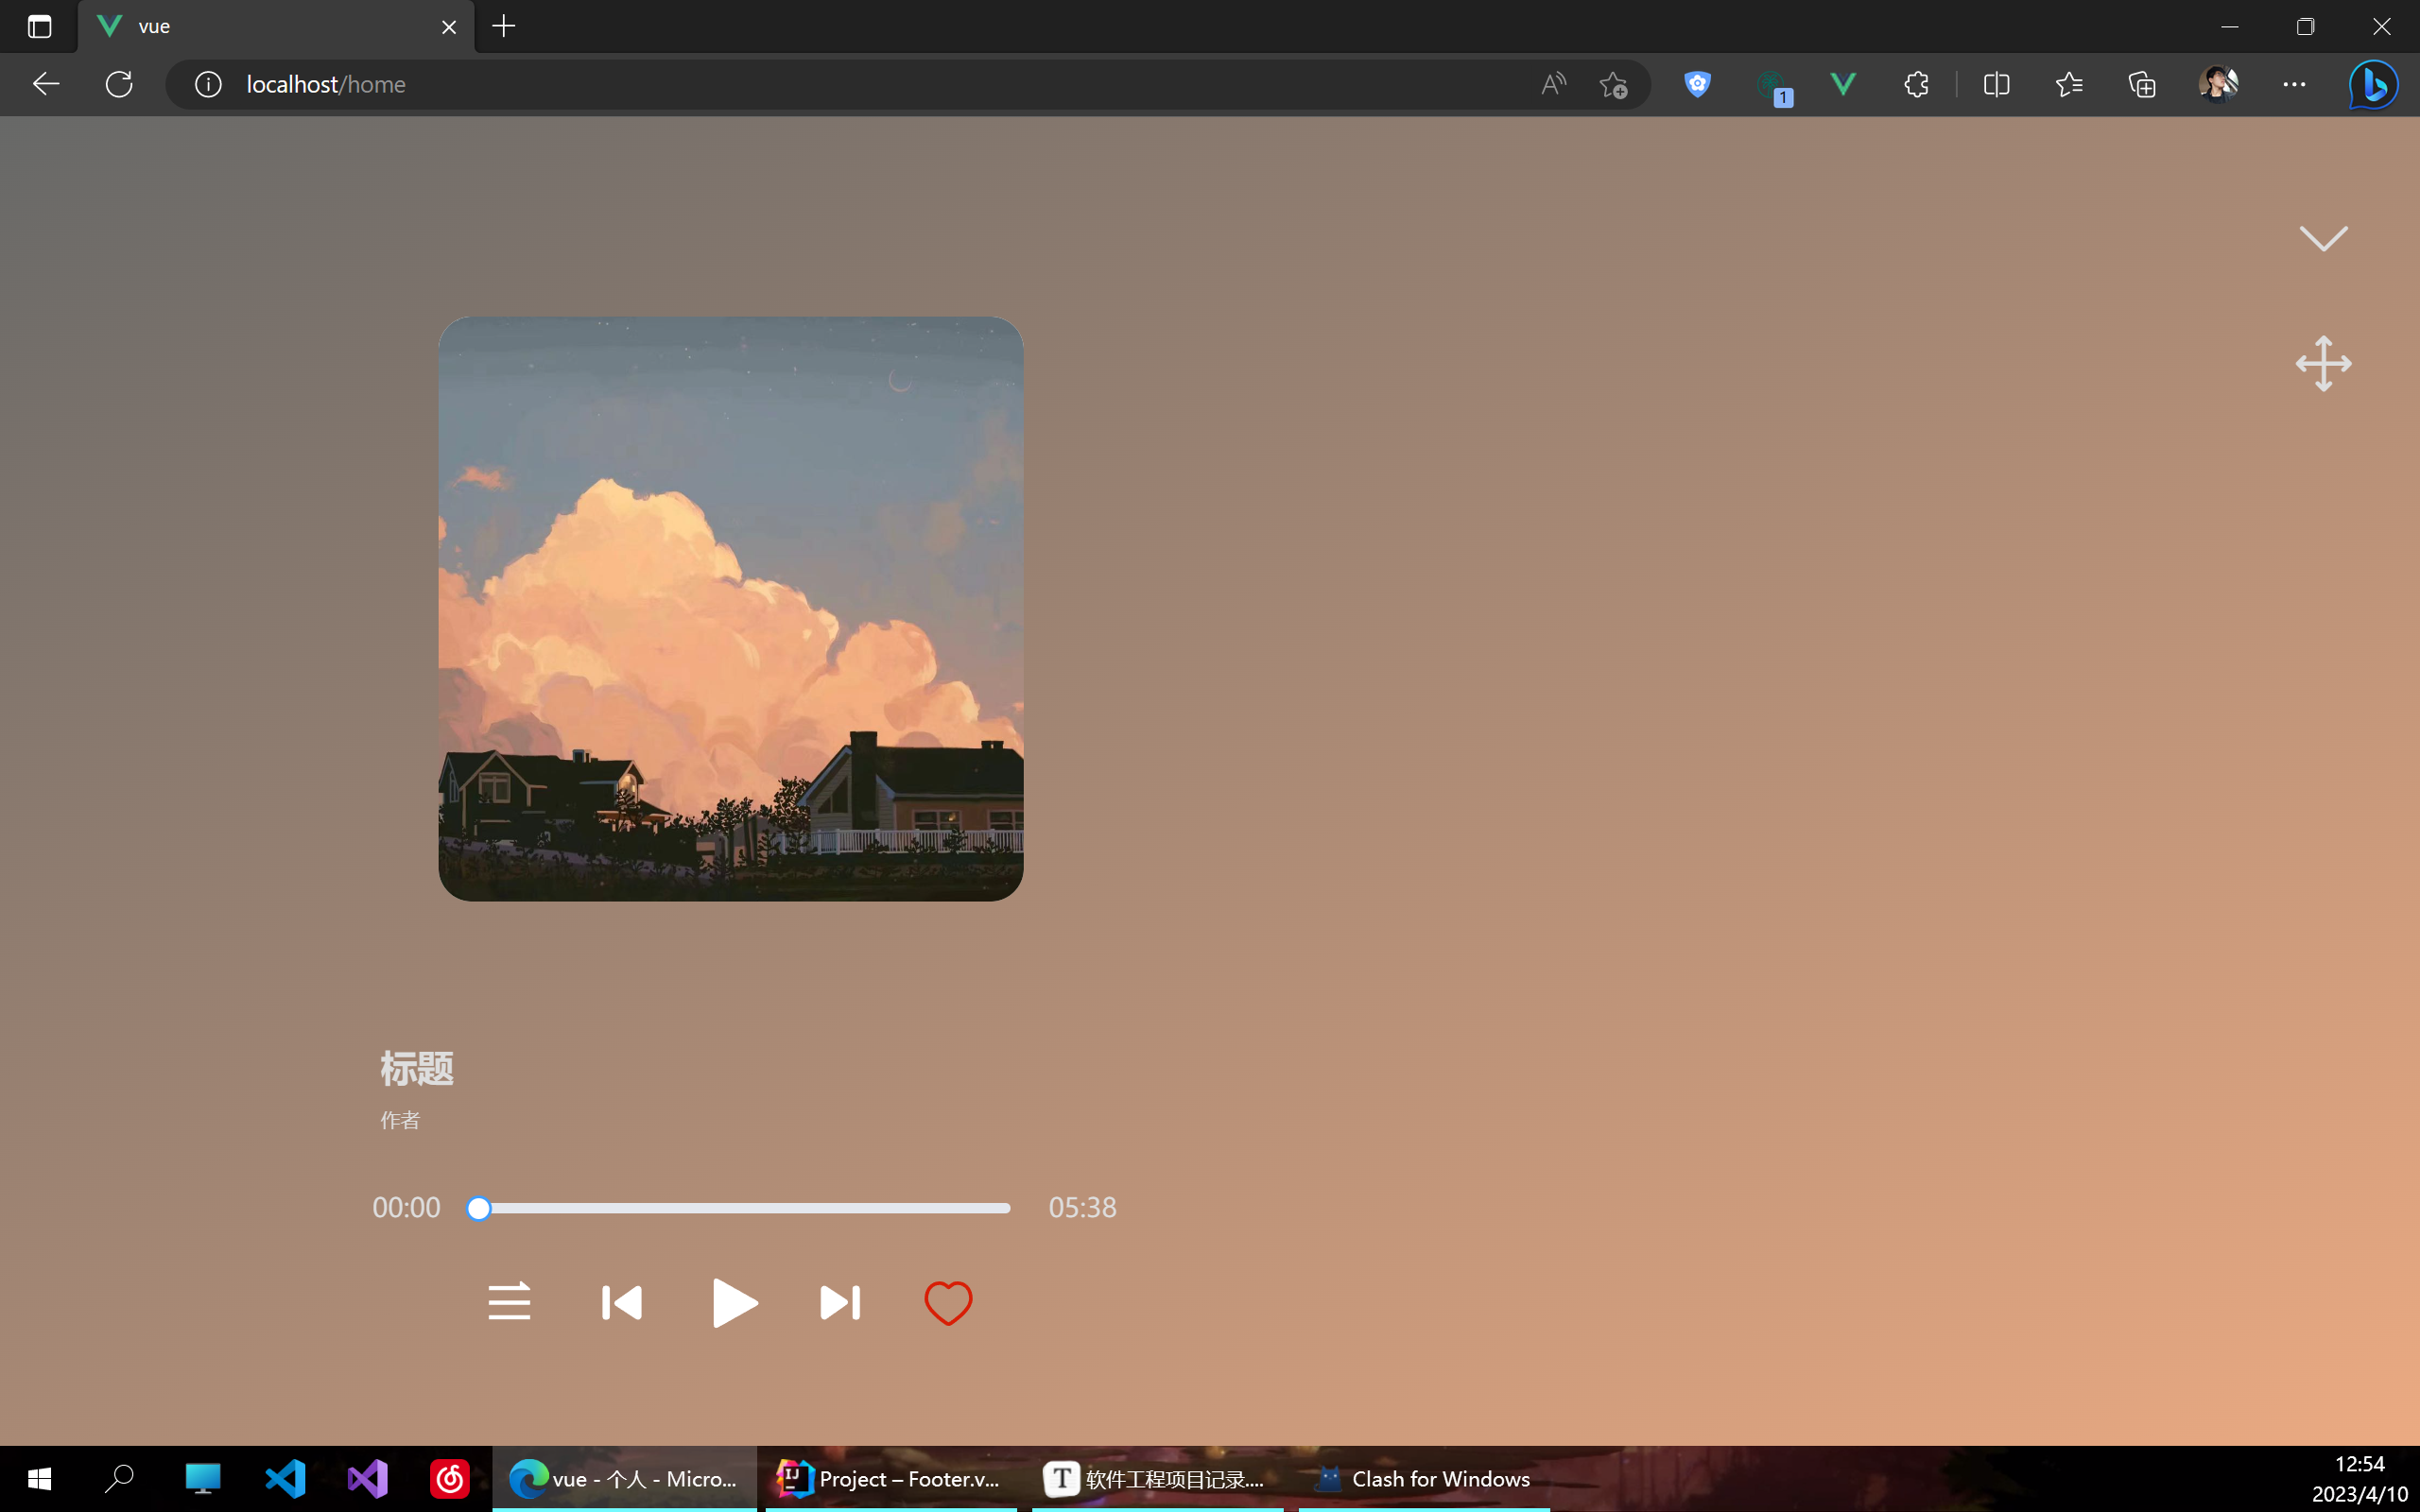 vue
localhost/home
A
1
标题
作者
00:00
05:38
vue - 个人 - Micro...
IJ
Project – Footer.v...
T
软件工程项目记录....
Clash for Windows
12:54
2023/4/10